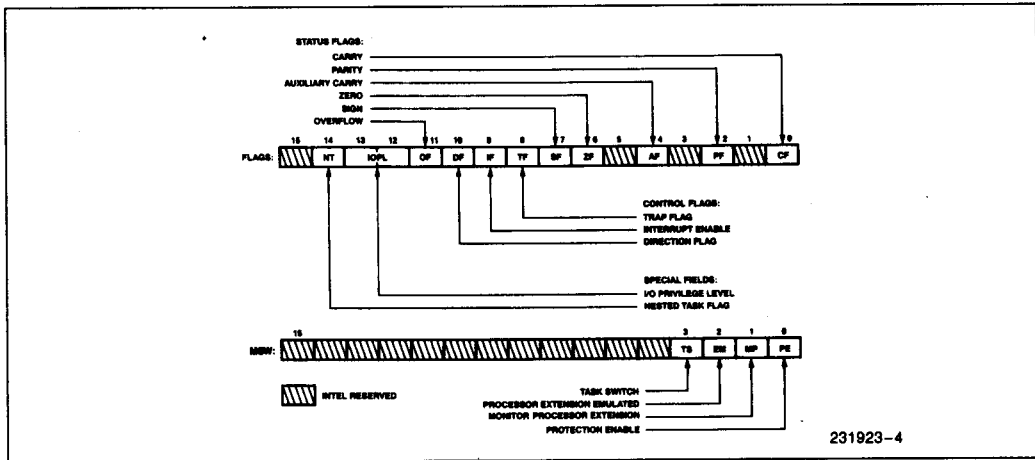 STATUS FLAGS:
CARRY
PARITY
AUXILIARY CARRY
ZERO
SIGN
OVERFLOW
15 14 13 12 11 10 9 8 7 6 5 4 3 2 1 0
FLAGS: NT IOPL OF DF IF TF SF ZF AF PF CF
CONTROL FLAGS:
TRAP FLAG
INTERRUPT ENABLE
DIRECTION FLAG
SPECIAL FIELDS:
I/O PRIVILEGE LEVEL
NESTED TASK FLAG
15 3 2 1 0
MSW: TS EM MP PE
INTEL RESERVED
TASK SWITCH
PROCESSOR EXTENSION EMULATED
MONITOR PROCESSOR EXTENSION
PROTECTION ENABLE
231923-4